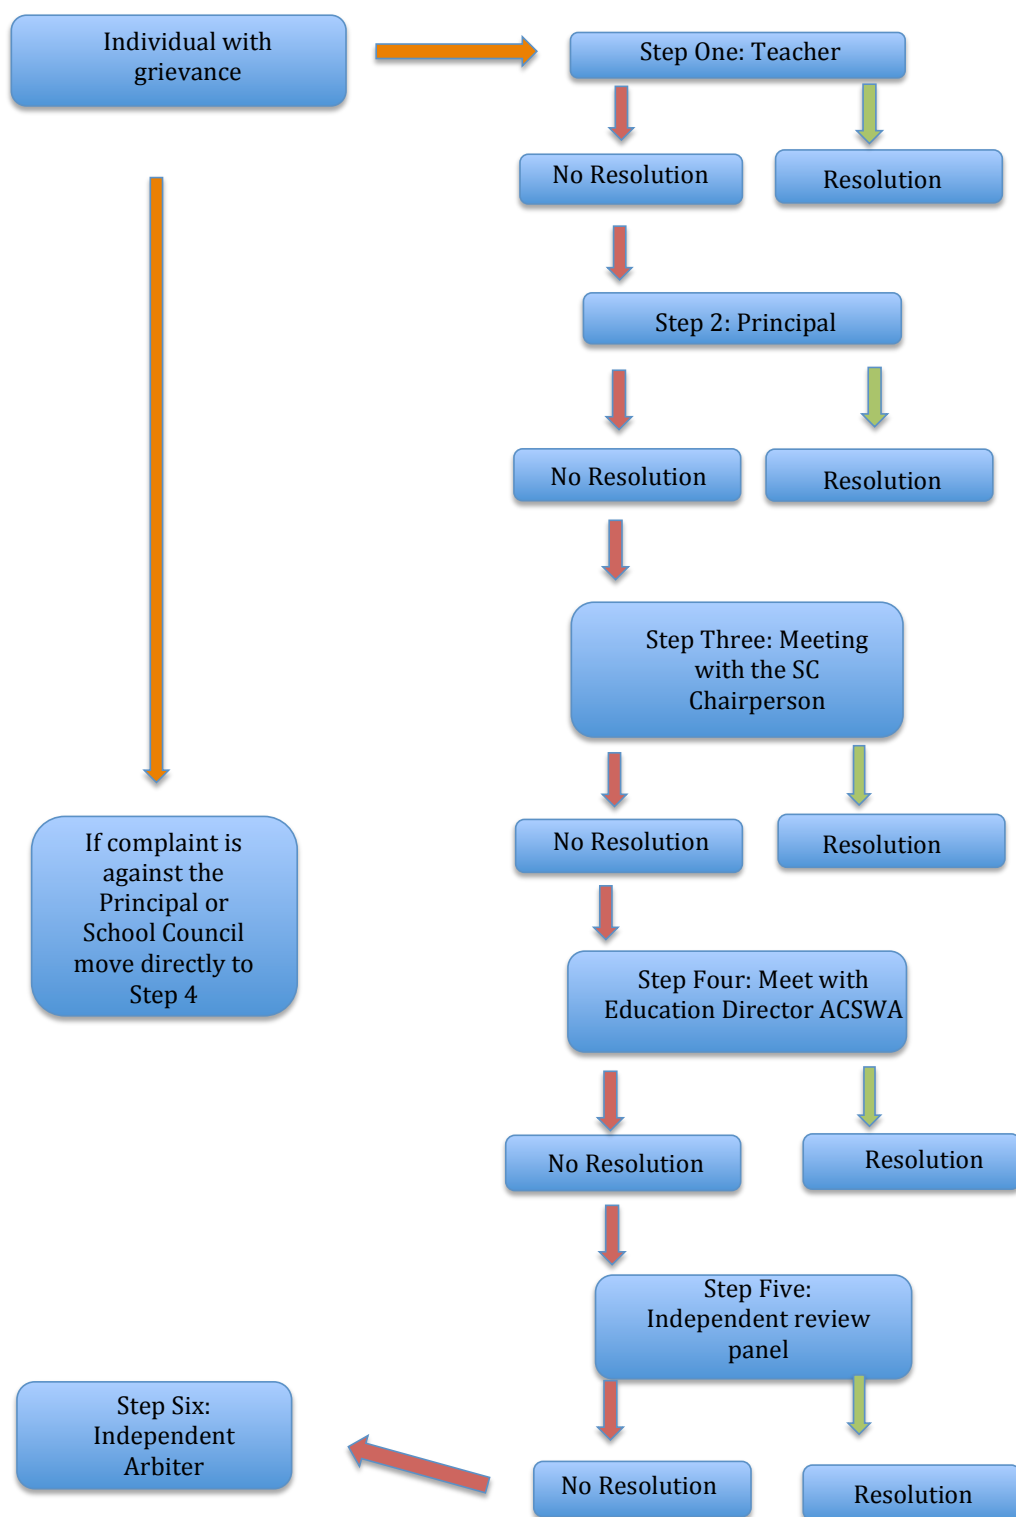 Individual with
grievance
Step One: Teacher
No Resolution
Resolution
Step 2: Principal
No Resolution
Resolution
Step Three: Meeting
with the SC
Chairperson
No Resolution
Resolution
If complaint is
against the
Principal or
School Council
move directly to
Step 4
Step Four: Meet with
Education Director ACSWA
No Resolution
Resolution
Step Five:
Independent review
panel
Step Six:
Independent
Arbiter
No Resolution
Resolution